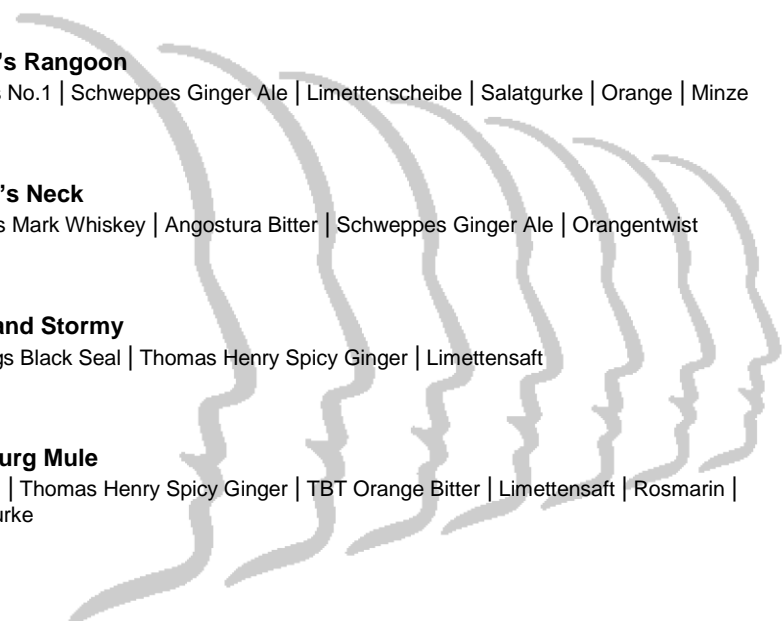 's Rangoon
s No.1 | Schweppes Ginger Ale | Limettenscheibe | Salatgurke | Orange | Minze
's Neck
s Mark Whiskey | Angostura Bitter | Schweppes Ginger Ale | Orangentwist
and Stormy
gs Black Seal | Thomas Henry Spicy Ginger | Limettensaft
urg Mule
| Thomas Henry Spicy Ginger | TBT Orange Bitter | Limettensaft | Rosmarin |
urke